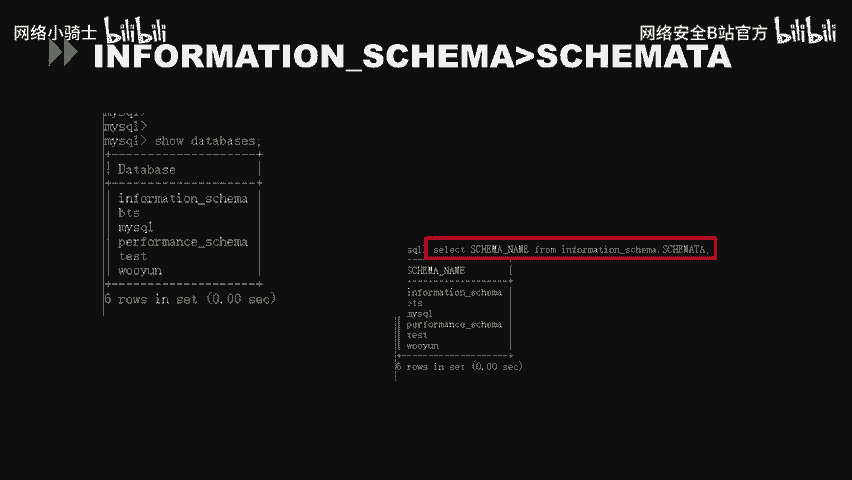 网络小骑士 bilibili
网络安全B站官方 bilibili
INFORMATION_SCHEMA>SCHEMATA
mysql>
mysql>
mysql> show databases;
Database
information_schema
bts
mysql
performance_schema
test
wooyun
6 rows in set (0.00 sec)
sql> select SCHEMA_NAME from information_schema.SCHEMATA;
SCHEMA_NAME
information_schema
bts
mysql
performance_schema
test
wooyun
6 rows in set (0.00 sec)